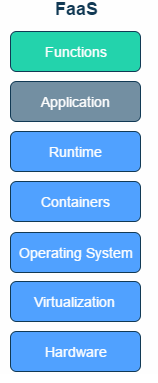 FaaS
Functions
Application
Runtime
Containers
Operating System
Virtualization
Hardware